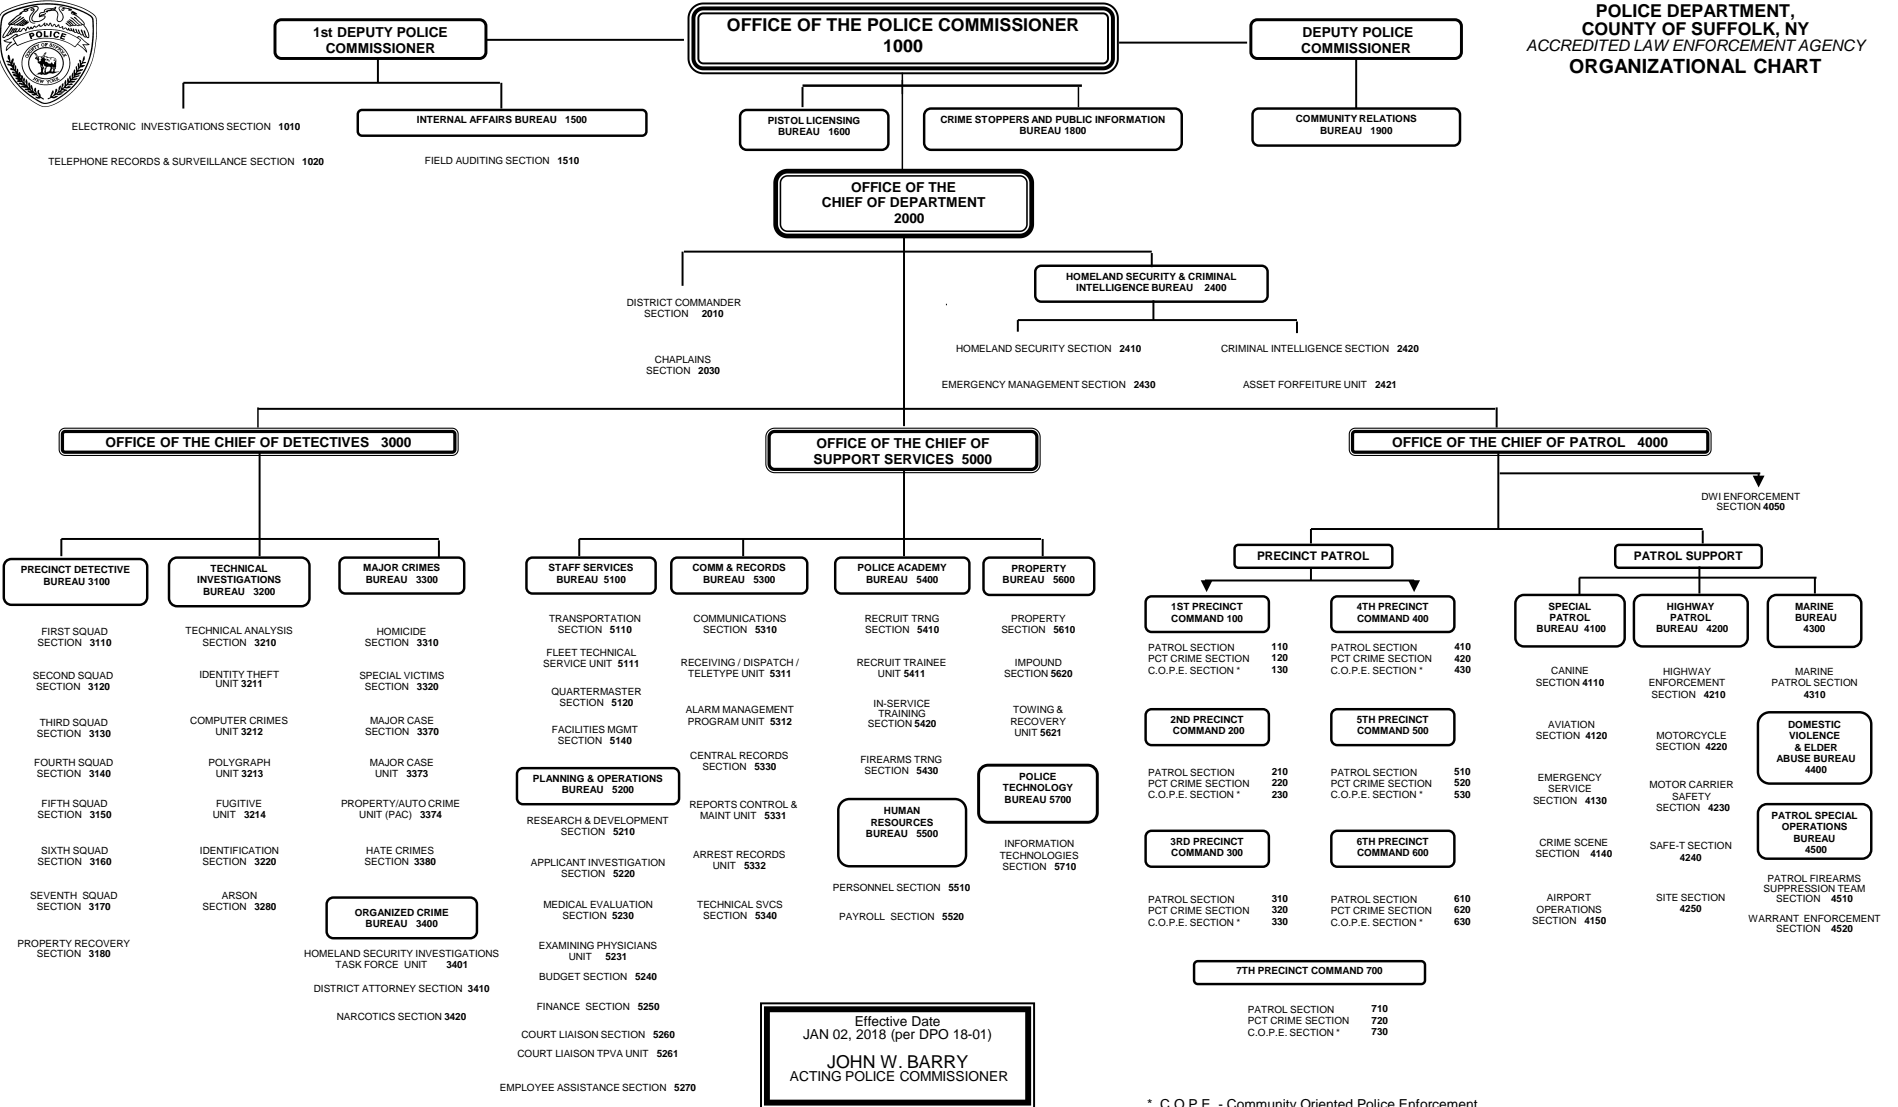 POLICE
COUNTY OF SUFFOLK
NEW YORK
1st DEPUTY POLICE
COMMISSIONER
OFFICE OF THE POLICE COMMISSIONER
1000
DEPUTY POLICE
COMMISSIONER
POLICE DEPARTMENT,
COUNTY OF SUFFOLK, NY
ACCREDITED LAW ENFORCEMENT AGENCY
ORGANIZATIONAL CHART
ELECTRONIC INVESTIGATIONS SECTION 1010
TELEPHONE RECORDS & SURVEILLANCE SECTION 1020
INTERNAL AFFAIRS BUREAU 1500
FIELD AUDITING SECTION 1510
PISTOL LICENSING
BUREAU 1600
CRIME STOPPERS AND PUBLIC INFORMATION
BUREAU 1800
COMMUNITY RELATIONS
BUREAU 1900
OFFICE OF THE
CHIEF OF DEPARTMENT
2000
DISTRICT COMMANDER
SECTION 2010
CHAPLAINS
SECTION 2030
HOMELAND SECURITY & CRIMINAL
INTELLIGENCE BUREAU 2400
HOMELAND SECURITY SECTION 2410
EMERGENCY MANAGEMENT SECTION 2430
CRIMINAL INTELLIGENCE SECTION 2420
ASSET FORFEITURE UNIT 2421
OFFICE OF THE CHIEF OF DETECTIVES 3000
OFFICE OF THE CHIEF OF
SUPPORT SERVICES 5000
OFFICE OF THE CHIEF OF PATROL 4000
DWI ENFORCEMENT
SECTION 4050
PRECINCT DETECTIVE
BUREAU 3100
FIRST SQUAD
SECTION 3110
SECOND SQUAD
SECTION 3120
THIRD SQUAD
SECTION 3130
FOURTH SQUAD
SECTION 3140
FIFTH SQUAD
SECTION 3150
SIXTH SQUAD
SECTION 3160
SEVENTH SQUAD
SECTION 3170
PROPERTY RECOVERY
SECTION 3180
TECHNICAL
INVESTIGATIONS
BUREAU 3200
TECHNICAL ANALYSIS
SECTION 3210
IDENTITY THEFT
UNIT 3211
COMPUTER CRIMES
UNIT 3212
POLYGRAPH
UNIT 3213
FUGITIVE
UNIT 3214
IDENTIFICATION
SECTION 3220
ARSON
SECTION 3280
MAJOR CRIMES
BUREAU 3300
HOMICIDE
SECTION 3310
SPECIAL VICTIMS
SECTION 3320
MAJOR CASE
SECTION 3370
MAJOR CASE
UNIT 3373
PROPERTY/AUTO CRIME
UNIT (PAC) 3374
HATE CRIMES
SECTION 3380
ORGANIZED CRIME
BUREAU 3400
HOMELAND SECURITY INVESTIGATIONS
TASK FORCE UNIT 3401
DISTRICT ATTORNEY SECTION 3410
NARCOTICS SECTION 3420
STAFF SERVICES
BUREAU 5100
TRANSPORTATION
SECTION 5110
FLEET TECHNICAL
SERVICE UNIT 5111
QUARTERMASTER
SECTION 5120
FACILITIES MGMT
SECTION 5140
PLANNING & OPERATIONS
BUREAU 5200
RESEARCH & DEVELOPMENT
SECTION 5210
APPLICANT INVESTIGATION
SECTION 5220
MEDICAL EVALUATION
SECTION 5230
EXAMINING PHYSICIANS
UNIT 5231
BUDGET SECTION 5240
FINANCE SECTION 5250
COURT LIAISON SECTION 5260
COURT LIAISON TPVA UNIT 5261
EMPLOYEE ASSISTANCE SECTION 5270
COMM & RECORDS
BUREAU 5300
COMMUNICATIONS
SECTION 5310
RECEIVING / DISPATCH /
TELETYPE UNIT 5311
ALARM MANAGEMENT
PROGRAM UNIT 5312
CENTRAL RECORDS
SECTION 5330
REPORTS CONTROL &
MAINT UNIT 5331
ARREST RECORDS
UNIT 5332
TECHNICAL SVCS
SECTION 5340
POLICE ACADEMY
BUREAU 5400
RECRUIT TRNG
SECTION 5410
RECRUIT TRAINEE
UNIT 5411
IN-SERVICE
TRAINING
SECTION 5420
FIREARMS TRNG
SECTION 5430
HUMAN
RESOURCES
BUREAU 5500
PERSONNEL SECTION 5510
PAYROLL SECTION 5520
PROPERTY
BUREAU 5600
PROPERTY
SECTION 5610
IMPOUND
SECTION 5620
TOWING &
RECOVERY
UNIT 5621
POLICE
TECHNOLOGY
BUREAU 5700
INFORMATION
TECHNOLOGIES
SECTION 5710
PRECINCT PATROL
1ST PRECINCT
COMMAND 100
PATROL SECTION 110
PCT CRIME SECTION 120
C.O.P.E. SECTION * 130
2ND PRECINCT
COMMAND 200
PATROL SECTION 210
PCT CRIME SECTION 220
C.O.P.E. SECTION * 230
3RD PRECINCT
COMMAND 300
PATROL SECTION 310
PCT CRIME SECTION 320
C.O.P.E. SECTION * 330
4TH PRECINCT
COMMAND 400
PATROL SECTION 410
PCT CRIME SECTION 420
C.O.P.E. SECTION * 430
5TH PRECINCT
COMMAND 500
PATROL SECTION 510
PCT CRIME SECTION 520
C.O.P.E. SECTION * 530
6TH PRECINCT
COMMAND 600
PATROL SECTION 610
PCT CRIME SECTION 620
C.O.P.E. SECTION * 630
7TH PRECINCT COMMAND 700
PATROL SECTION 710
PCT CRIME SECTION 720
C.O.P.E. SECTION * 730
PATROL SUPPORT
SPECIAL
PATROL
BUREAU 4100
CANINE
SECTION 4110
AVIATION
SECTION 4120
EMERGENCY
SERVICE
SECTION 4130
CRIME SCENE
SECTION 4140
AIRPORT
OPERATIONS
SECTION 4150
HIGHWAY
PATROL
BUREAU 4200
HIGHWAY
ENFORCEMENT
SECTION 4210
MOTORCYCLE
SECTION 4220
MOTOR CARRIER
SAFETY
SECTION 4230
SAFE-T SECTION
4240
SITE SECTION
4250
MARINE
BUREAU
4300
MARINE
PATROL SECTION
4310
DOMESTIC
VIOLENCE
& ELDER
ABUSE BUREAU
4400
PATROL SPECIAL
OPERATIONS
BUREAU
4500
PATROL FIREARMS
SUPPRESSION TEAM
SECTION 4510
WARRANT ENFORCEMENT
SECTION 4520
Effective Date
JAN 02, 2018 (per DPO 18-01)
JOHN W. BARRY
ACTING POLICE COMMISSIONER
* C.O.P.E. - Community Oriented Police Enforcement